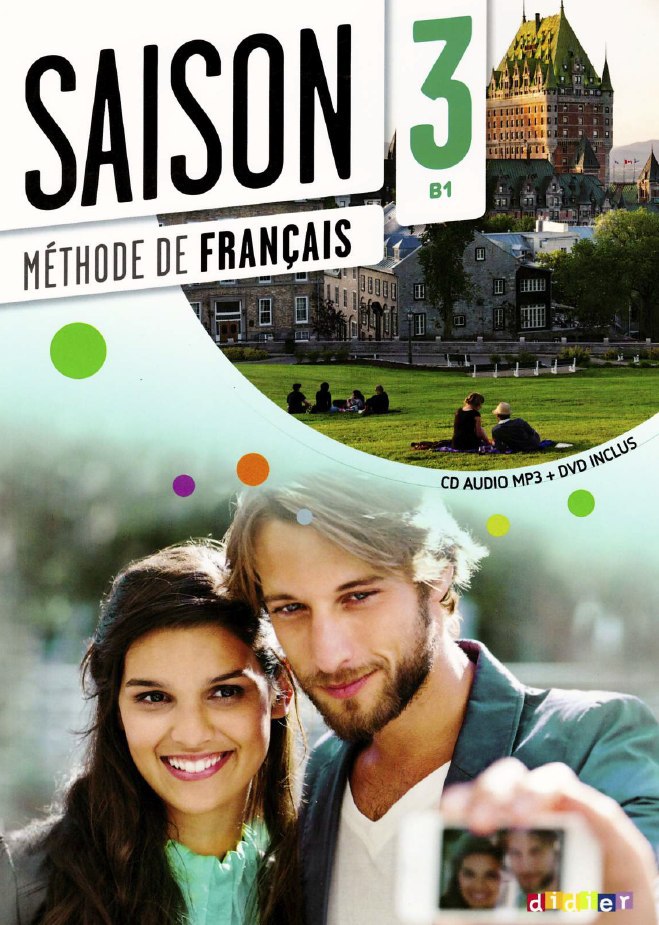 SAISON
3
B1
MÉTHODE DE FRANÇAIS
CD AUDIO MP3 + DVD INCLUS
didier